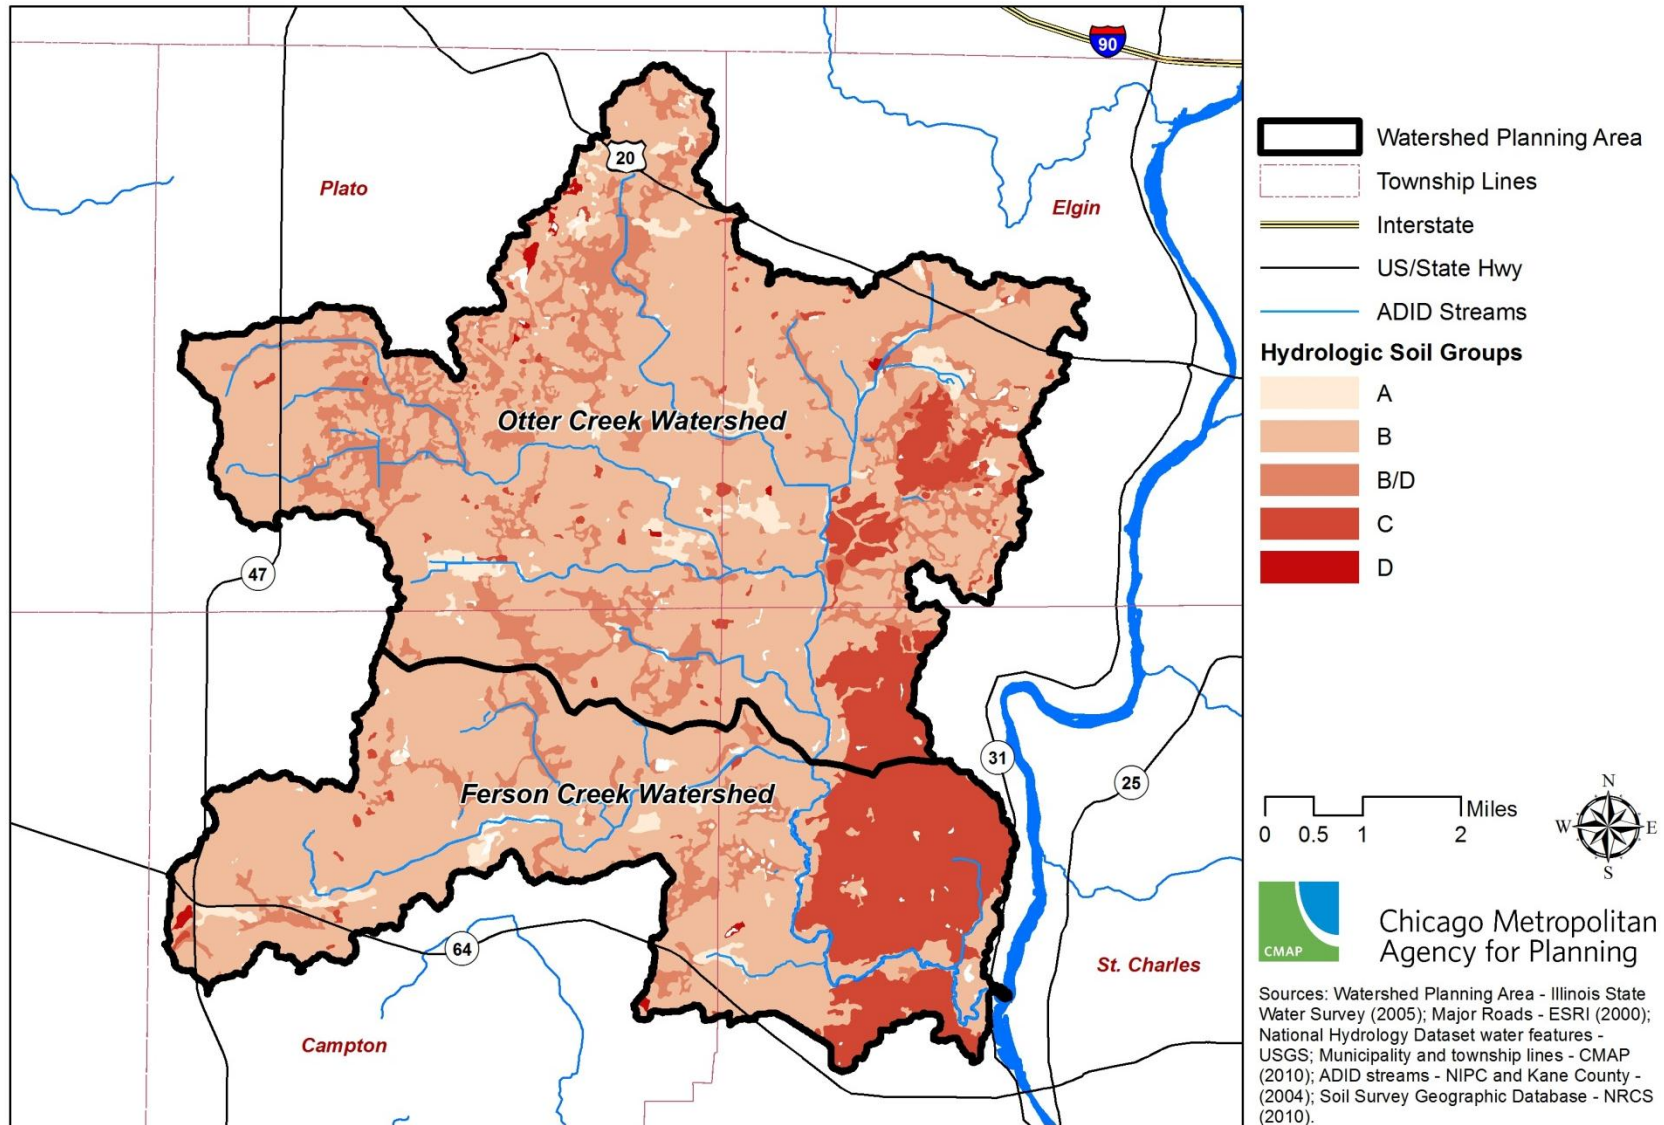 90
20
Plato
Elgin
Otter Creek Watershed
47
31
25
Ferson Creek Watershed
64
St. Charles
Campton
Watershed Planning Area
Township Lines
Interstate
US/State Hwy
ADID Streams
Hydrologic Soil Groups
A
B
B/D
C
D
N
W E
S
Miles
0 0.5 1 2
CMAP
Chicago Metropolitan
Agency for Planning
Sources: Watershed Planning Area - Illinois State
Water Survey (2005); Major Roads - ESRI (2000);
National Hydrology Dataset water features -
USGS; Municipality and township lines - CMAP
(2010); ADID streams - NIPC and Kane County -
(2004); Soil Survey Geographic Database - NRCS
(2010).